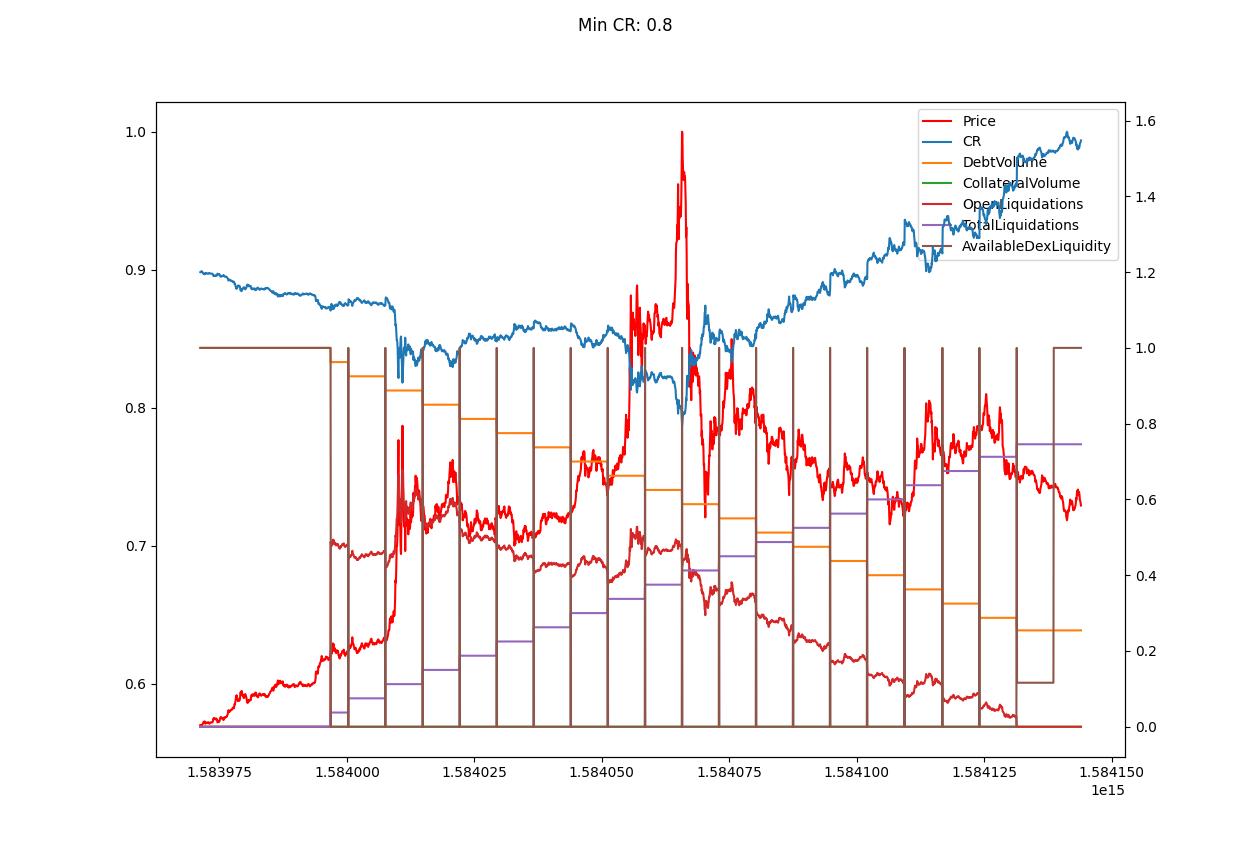 Min CR: 0.8
1.0
0.9
0.8
0.7
0.6
1.6
1.4
1.2
1.0
0.8
0.6
0.4
0.2
0.0
Price
CR
DebtVolume
CollateralVolume
OpenLiquidations
TotalLiquidations
AvailableDexLiquidity
1.583975 1.584000 1.584025 1.584050 1.584075 1.584100 1.584125 1.584150
1e15